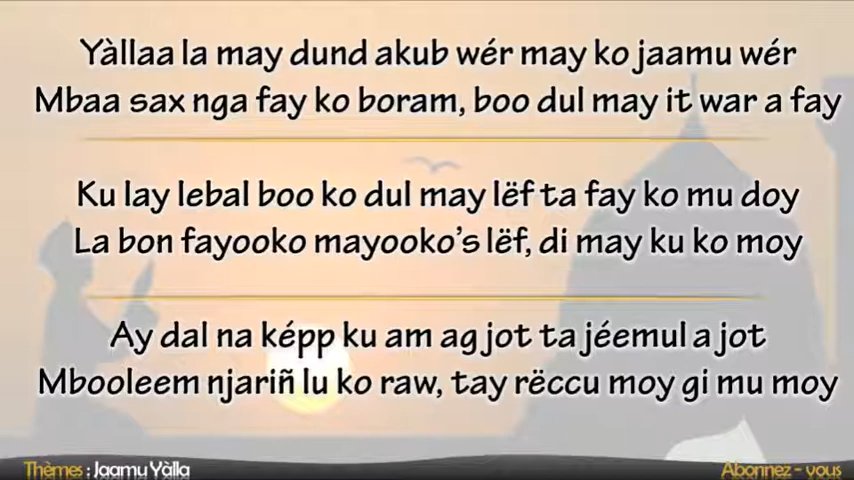 Yàllaa la may dund akub wér may ko jaamu wér
Mbaa sax nga fay ko boram, boo dul may it war a fay
Ku lay lebal boo ko dul may lëf ta fay ko mu doy
La bon fayooko mayooko's lëf, di may ku ko moy
Ay dal na képp ku am ag jot ta jéemul a jot
Mbooleem njariñ lu ko raw, tay rëccu moy gi mu moy
Thèmes : Jaamu Yàlla
Abonnez - vous